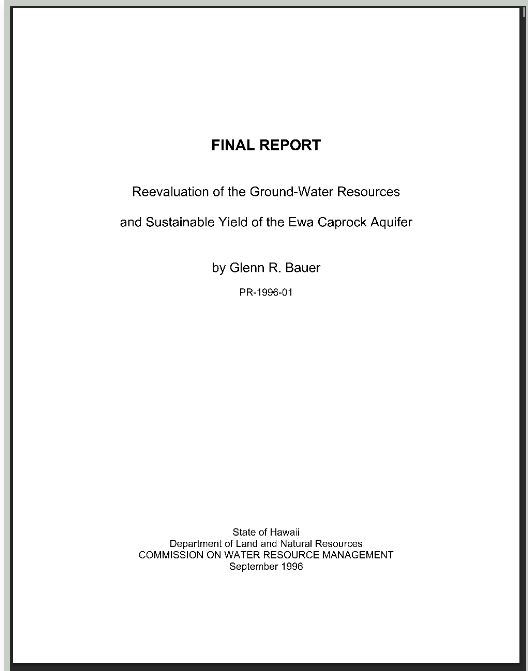 FINAL REPORT
Reevaluation of the Ground-Water Resources
and Sustainable Yield of the Ewa Caprock Aquifer
by Glenn R. Bauer
PR-1996-01
State of Hawaii
Department of Land and Natural Resources
COMMISSION ON WATER RESOURCE MANAGEMENT
September 1996